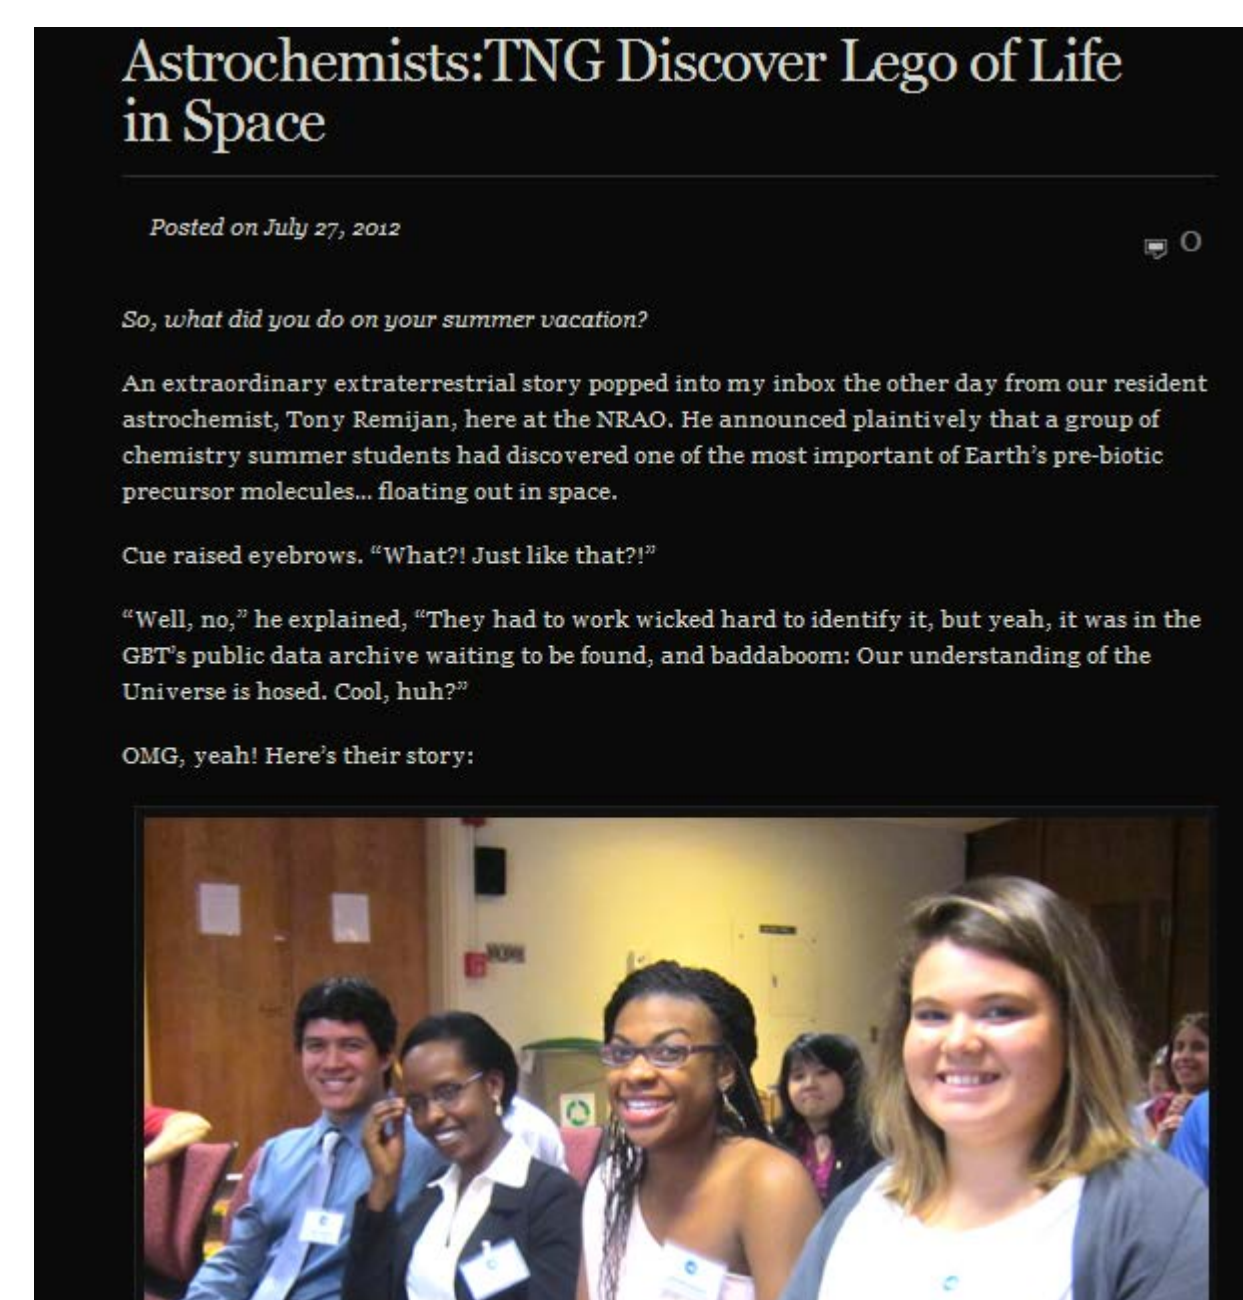 Astrochemists:TNG Discover Lego of Life
in Space
Posted on July 27, 2012
0
So, what did you do on your summer vacation?
An extraordinary extraterrestrial story popped into my inbox the other day from our resident
astrochemist, Tony Remijan, here at the NRAO. He announced plaintively that a group of
chemistry summer students had discovered one of the most important of Earth’s pre-biotic
precursor molecules... floating out in space.
Cue raised eyebrows. “What?! Just like that?!”
“Well, no,” he explained, “They had to work wicked hard to identify it, but yeah, it was in the
GBT’s public data archive waiting to be found, and baddaboom: Our understanding of the
Universe is hosed. Cool, huh?”
OMG, yeah! Here’s their story: